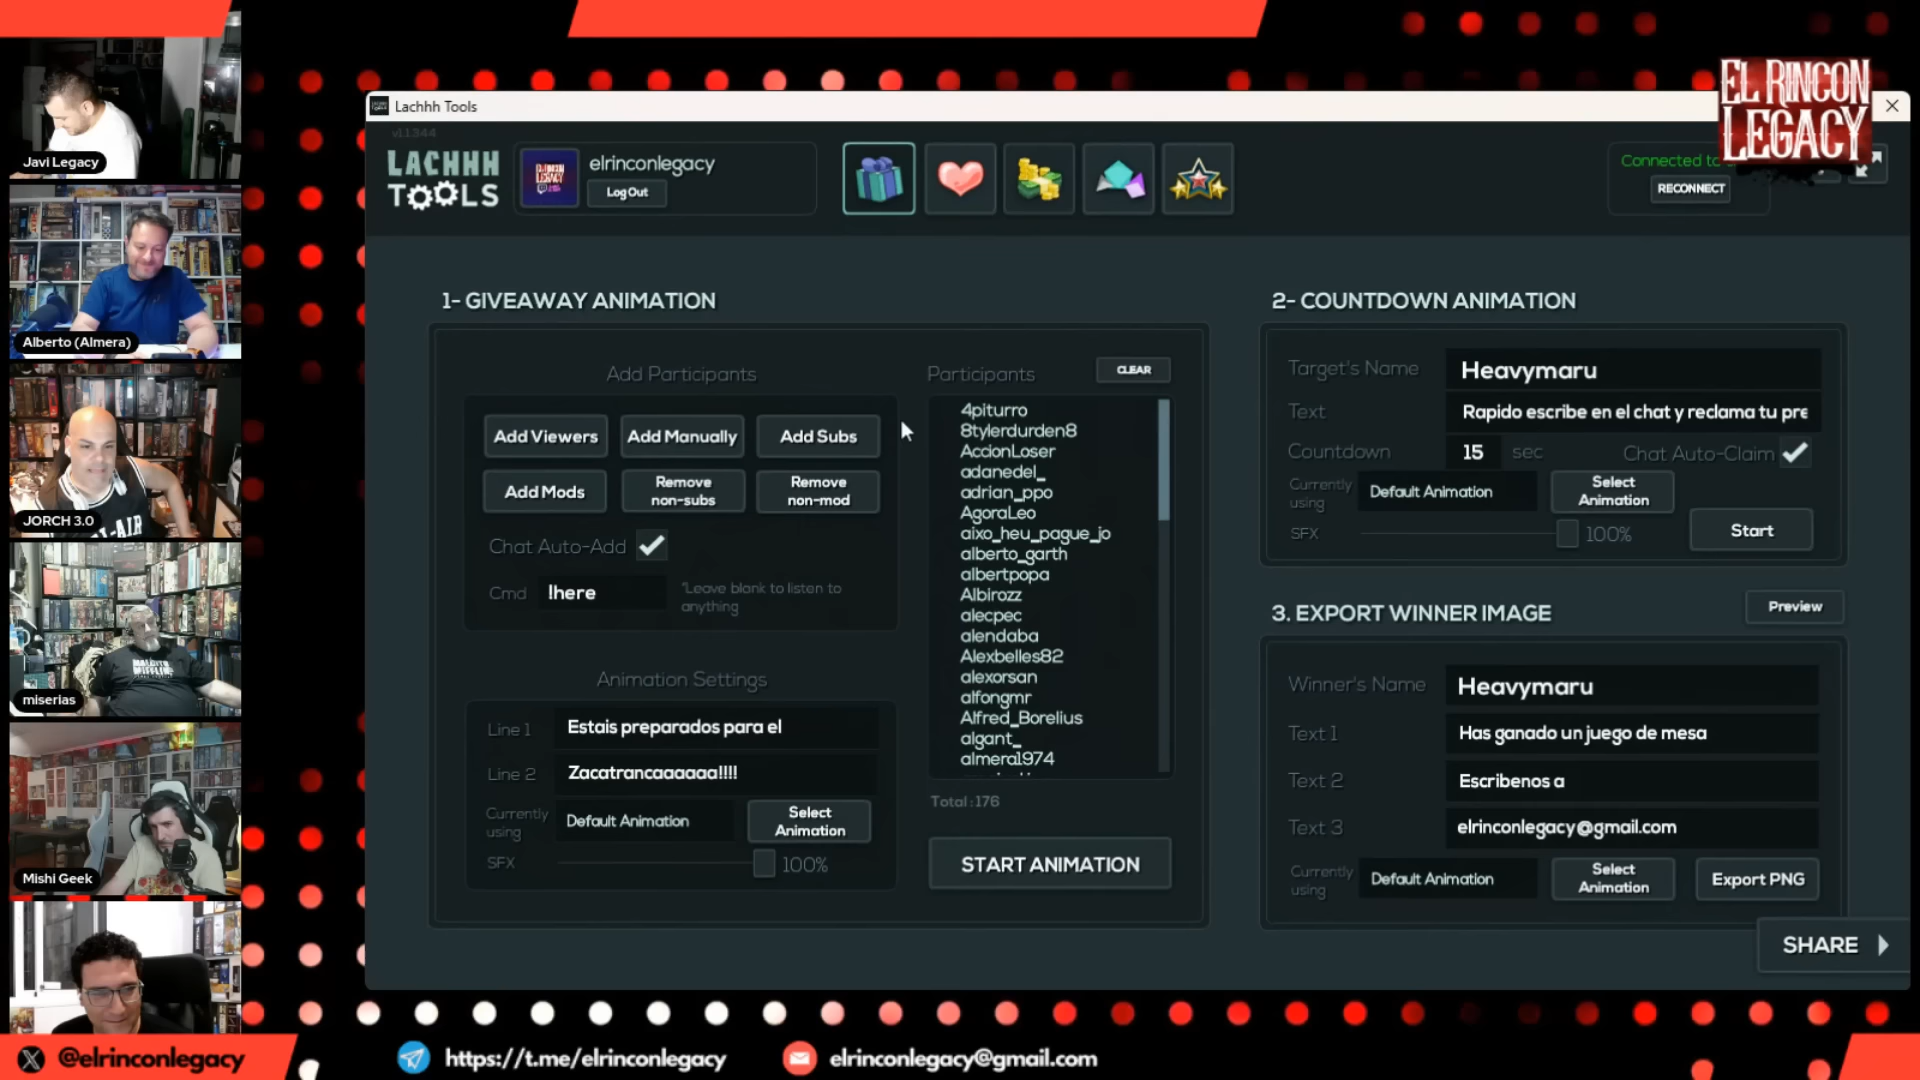 EL RINCON
LEGACY
Lachhh Tools
v1.1.344
LACHHH
TOOLS
elrinconlegacy
Log Out
Connected to
RECONNECT
1- GIVEAWAY ANIMATION
Add Participants
Add Viewers
Add Manually
Add Subs
Add Mods
Remove
non-subs
Remove
non-mod
Chat Auto-Add
Cmd
!here
*Leave blank to listen to
anything
Animation Settings
Line 1
Estais preparados para el
Line 2
Zacatrancaaaaaa!!!!
Currently
using
Default Animation
Select
Animation
SFX
100%
Participants
CLEAR
4piturro
8tylerdurden8
AccionLoser
adanedel_
adrian_ppo
AgoraLeo
aixo_heu_pague_jo
alberto_garth
albertpopa
Albirozz
alecpec
alendaba
Alexbelles82
alexorsan
alfongmr
Alfred_Borelius
algant_
almera1974
Total :176
START ANIMATION
2- COUNTDOWN ANIMATION
Target's Name
Heavymaru
Text
Rapido escribe en el chat y reclama tu pre
Countdown
15
sec
Chat Auto-Claim
Currently
using
Default Animation
Select
Animation
SFX
100%
Start
3. EXPORT WINNER IMAGE
Preview
Winner's Name
Heavymaru
Text 1
Has ganado un juego de mesa
Text 2
Escribenos a
Text 3
elrinconlegacy@gmail.com
Currently
using
Default Animation
Select
Animation
Export PNG
SHARE
Javi Legacy
Alberto (Almera)
JORCH 3.0
miserias
Mishi Geek
@elrinconlegacy
https://t.me/elrinconlegacy
elrinconlegacy@gmail.com